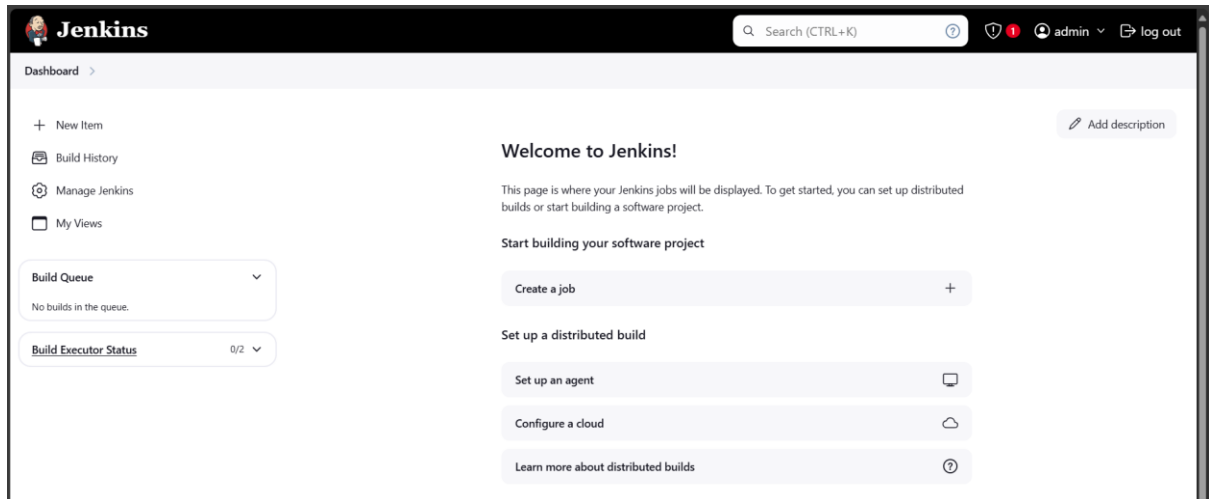 Jenkins
Search (CTRL+K)
1
admin
log out
Dashboard
New Item
Build History
Manage Jenkins
My Views
Build Queue
No builds in the queue.
Build Executor Status 0/2
Add description
Welcome to Jenkins!
This page is where your Jenkins jobs will be displayed. To get started, you can set up distributed
builds or start building a software project.
Start building your software project
Create a job
Set up a distributed build
Set up an agent
Configure a cloud
Learn more about distributed builds